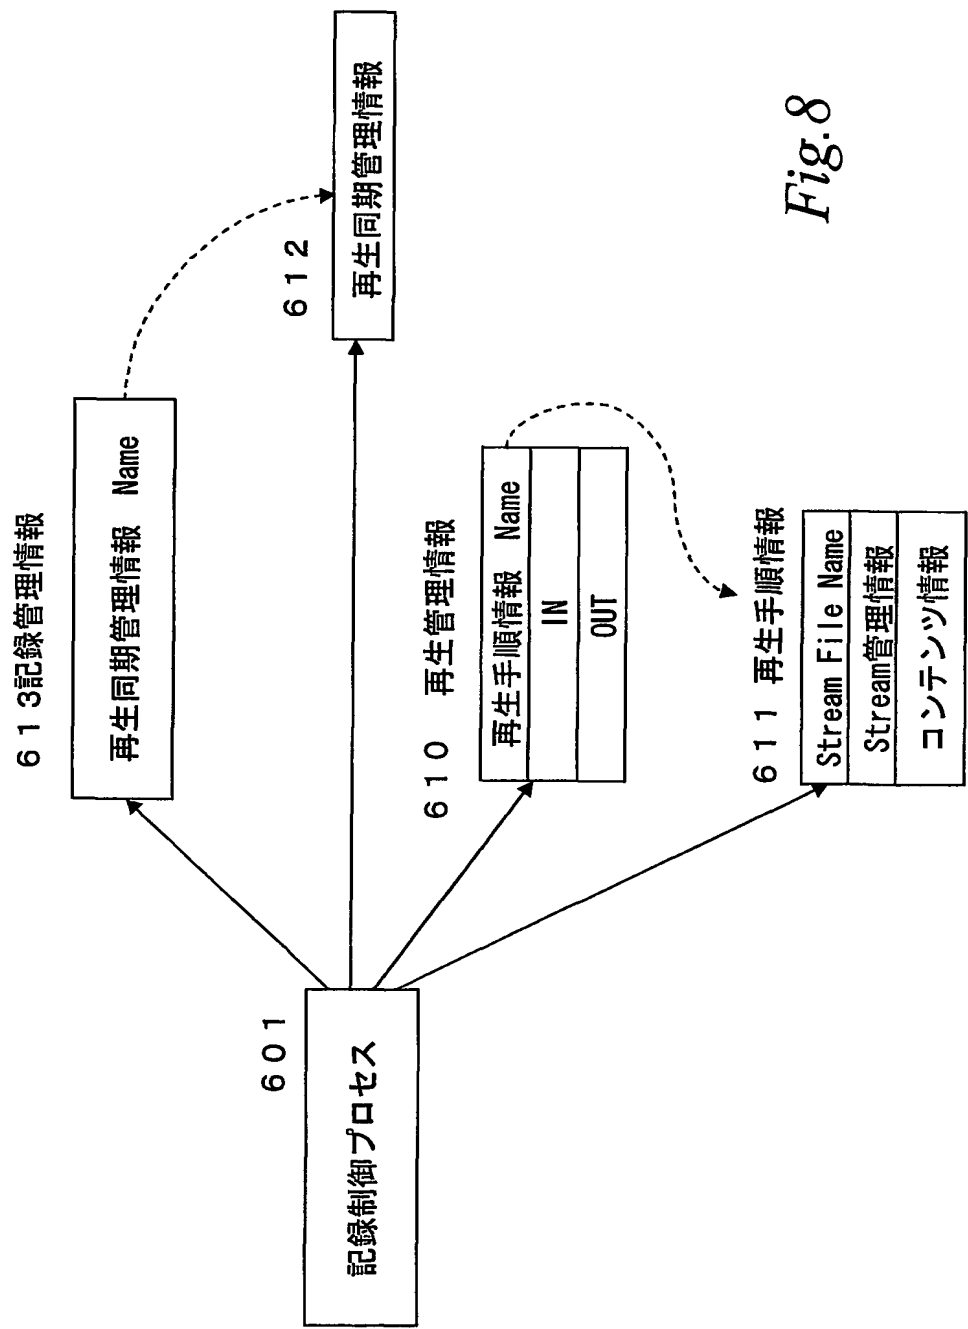 ６１３記録管理情報
再生同期管理情報 Name
６１２
再生同期管理情報
６０１
記録制御プロセス
６１０ 再生管理情報
再生手順情報 Name
IN
OUT
６１１ 再生手順情報
Stream File Name
Stream管理情報
コンテンツ情報
Fig.8